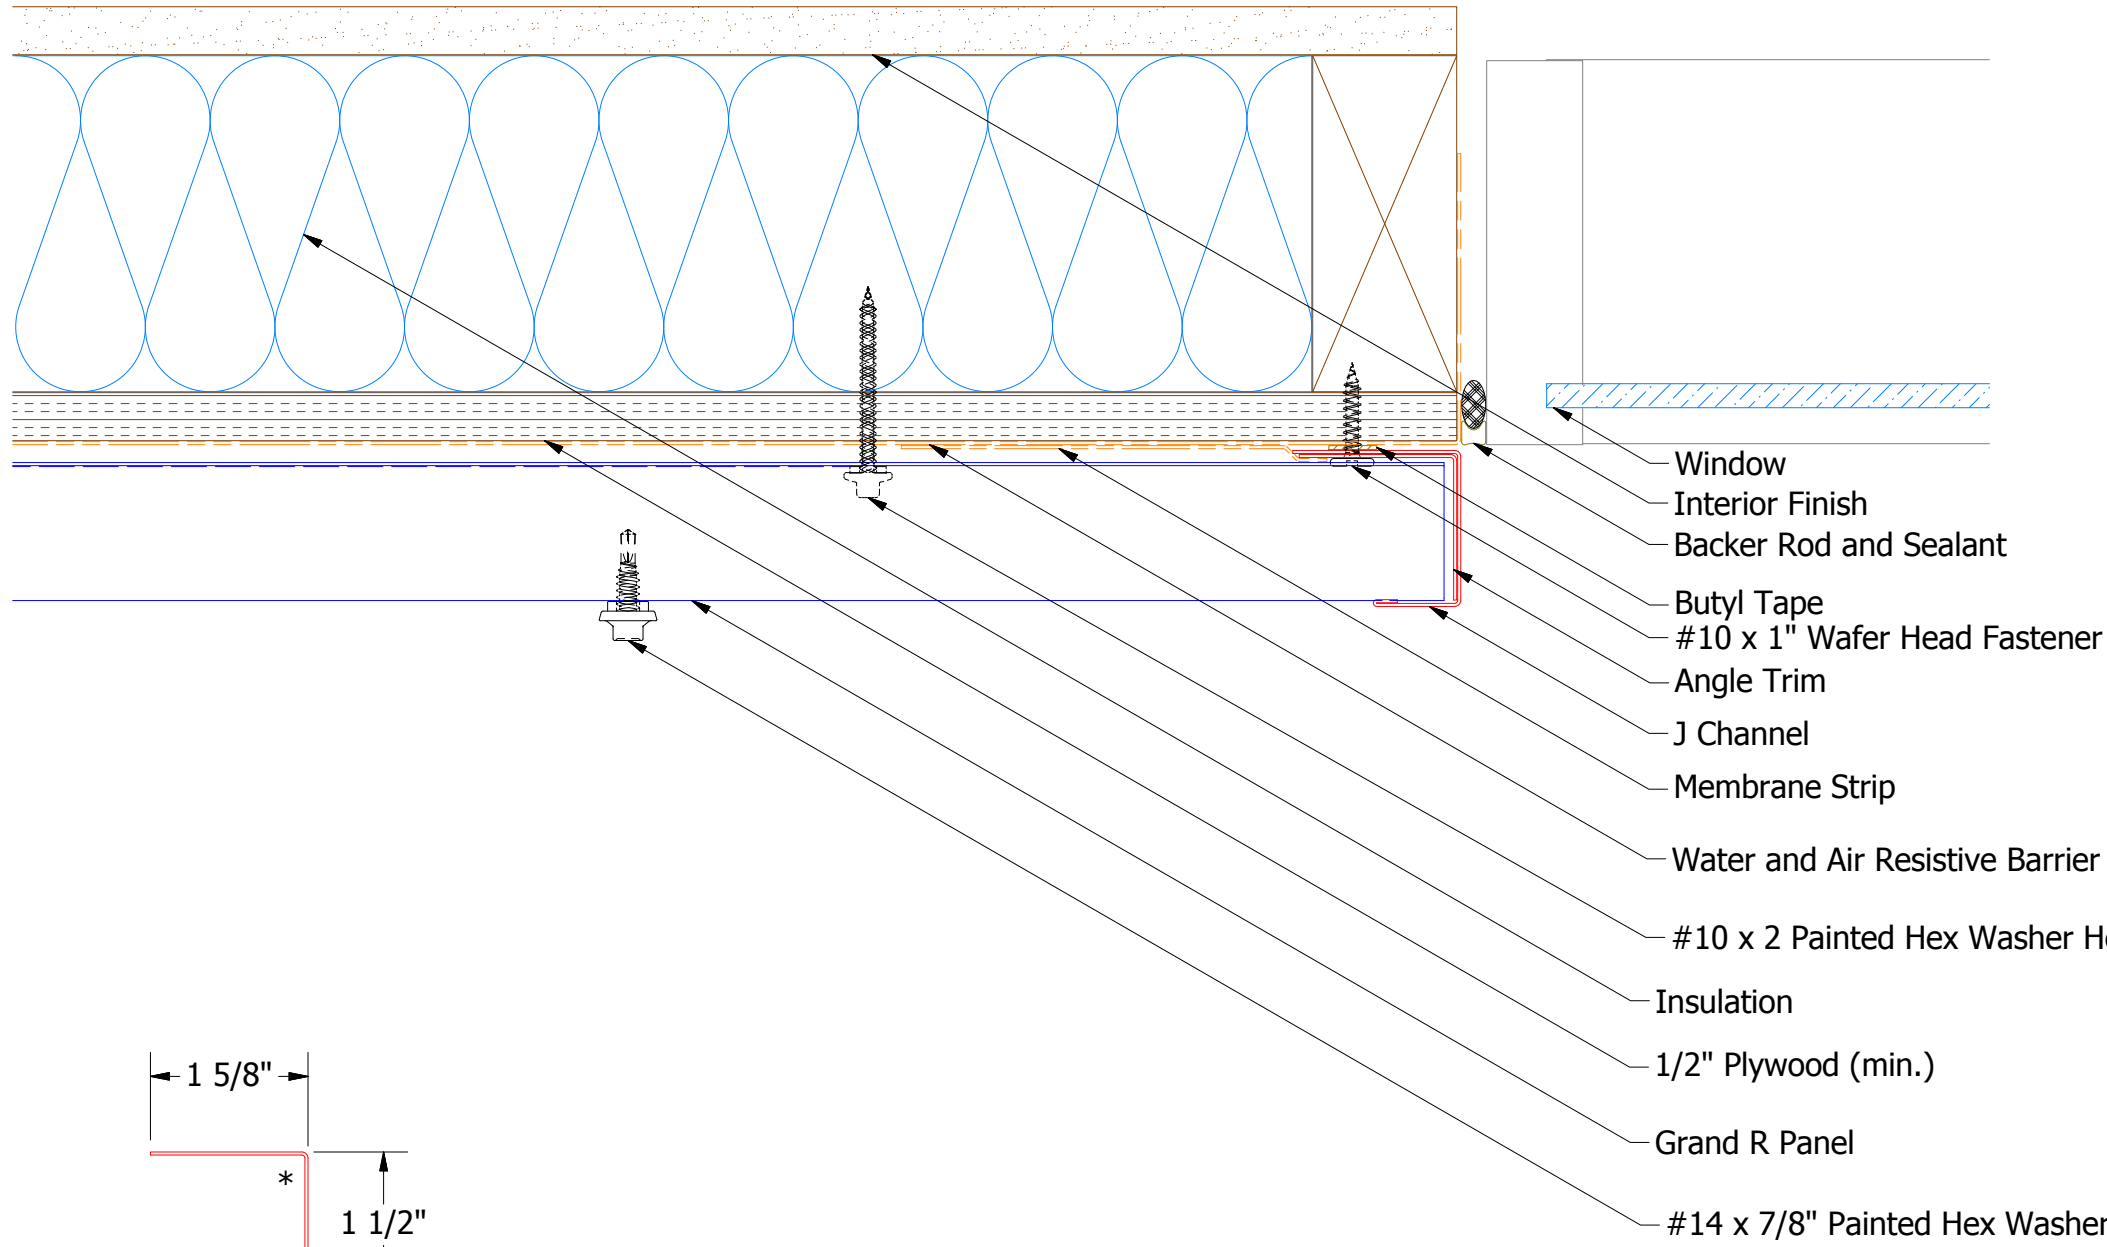 Window
Interior Finish
Backer Rod and Sealant
Butyl Tape
#10 x 1" Wafer Head Fastener
Angle Trim
J Channel
Membrane Strip
Water and Air Resistive Barrier
#10 x 2 Painted Hex Washer
Insulation
1/2" Plywood (min.)
Grand R Panel
#14 x 7/8" Painted Hex Washer
1 5/8"
*
1 1/2"